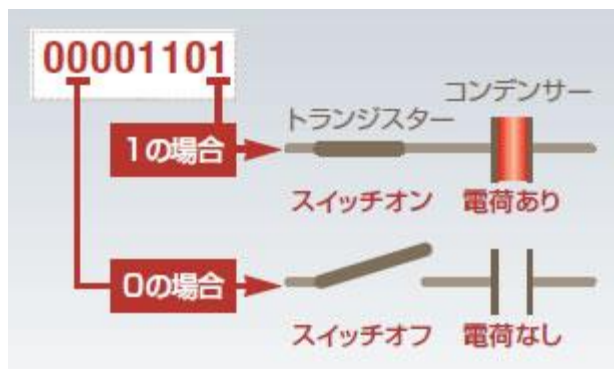 00001101
コンデンサー
トランジスター
1の場合
スイッチオン 電荷あり
0の場合
スイッチオフ 電荷なし